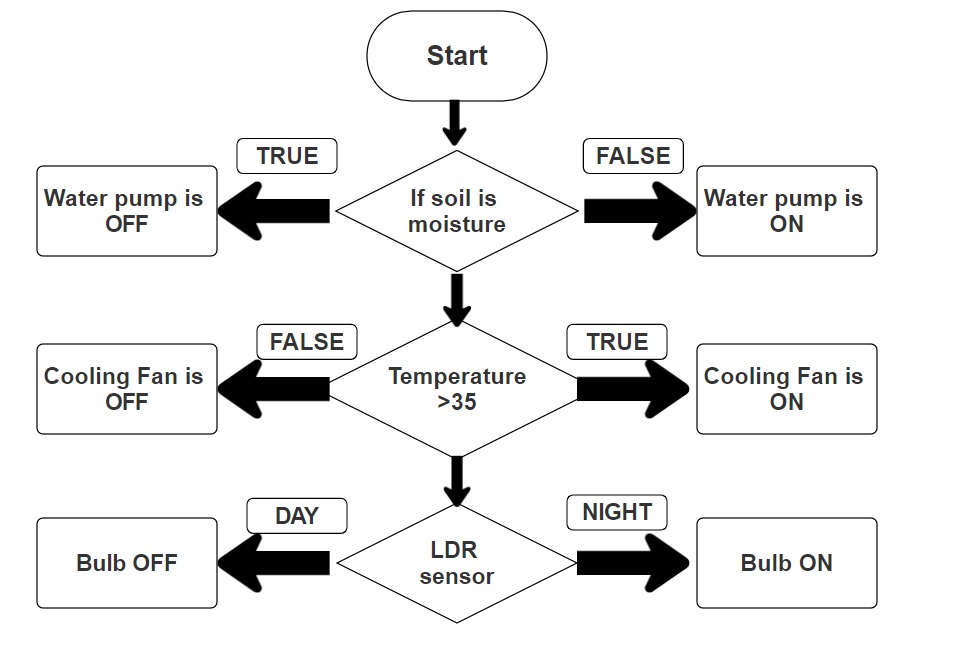 Start
TRUE
FALSE
Water pump is
OFF
If soil is
moisture
Water pump is
ON
FALSE
TRUE
Cooling Fan is
OFF
Temperature
>35
Cooling Fan is
ON
DAY
NIGHT
Bulb OFF
LDR
sensor
Bulb ON